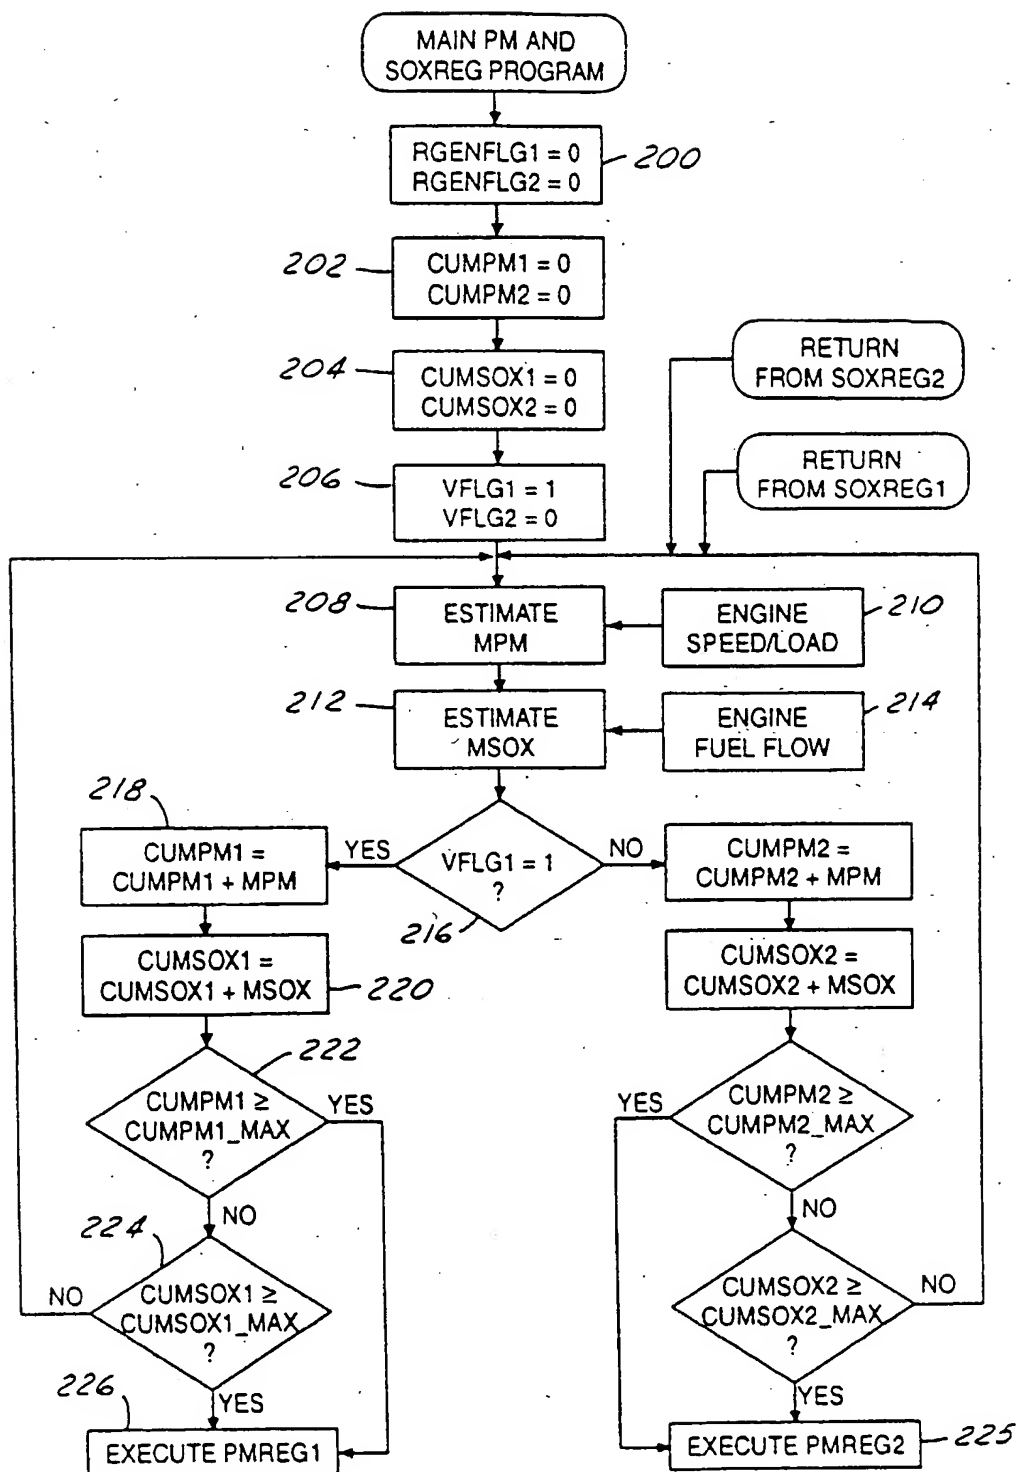 MAIN PM AND
SOXREG PROGRAM
RGENFLG1 = 0
RGENFLG2 = 0
200
202
CUMPM1 = 0
CUMPM2 = 0
204
CUMSOX1 = 0
CUMSOX2 = 0
RETURN
FROM SOXREG2
206
VFLG1 = 1
VFLG2 = 0
RETURN
FROM SOXREG1
208
ESTIMATE
MPM
ENGINE
SPEED/LOAD
210
212
ESTIMATE
MSOX
ENGINE
FUEL FLOW
214
218
CUMPM1 =
CUMPM1 + MPM
YES
VFLG1 = 1
?
216
NO
CUMPM2 =
CUMPM2 + MPM
CUMSOX1 =
CUMSOX1 + MSOX
220
CUMSOX2 =
CUMSOX2 + MSOX
222
CUMPM1 ≥
CUMPM1_MAX
?
YES
YES
CUMPM2 ≥
CUMPM2_MAX
?
NO
NO
224
NO
CUMSOX1 ≥
CUMSOX1_MAX
?
CUMSOX2 ≥
CUMSOX2_MAX
?
NO
YES
YES
226
EXECUTE PMREG1
EXECUTE PMREG2
225